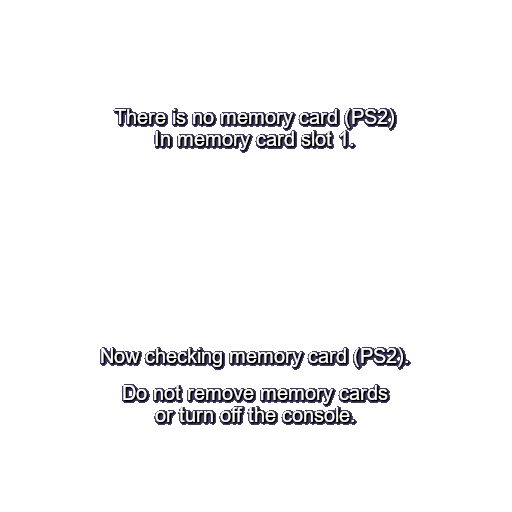 There is no memory card (PS2)
In memory card slot 1.
Now checking memory card (PS2).
Do not remove memory cards
or turn off the console.